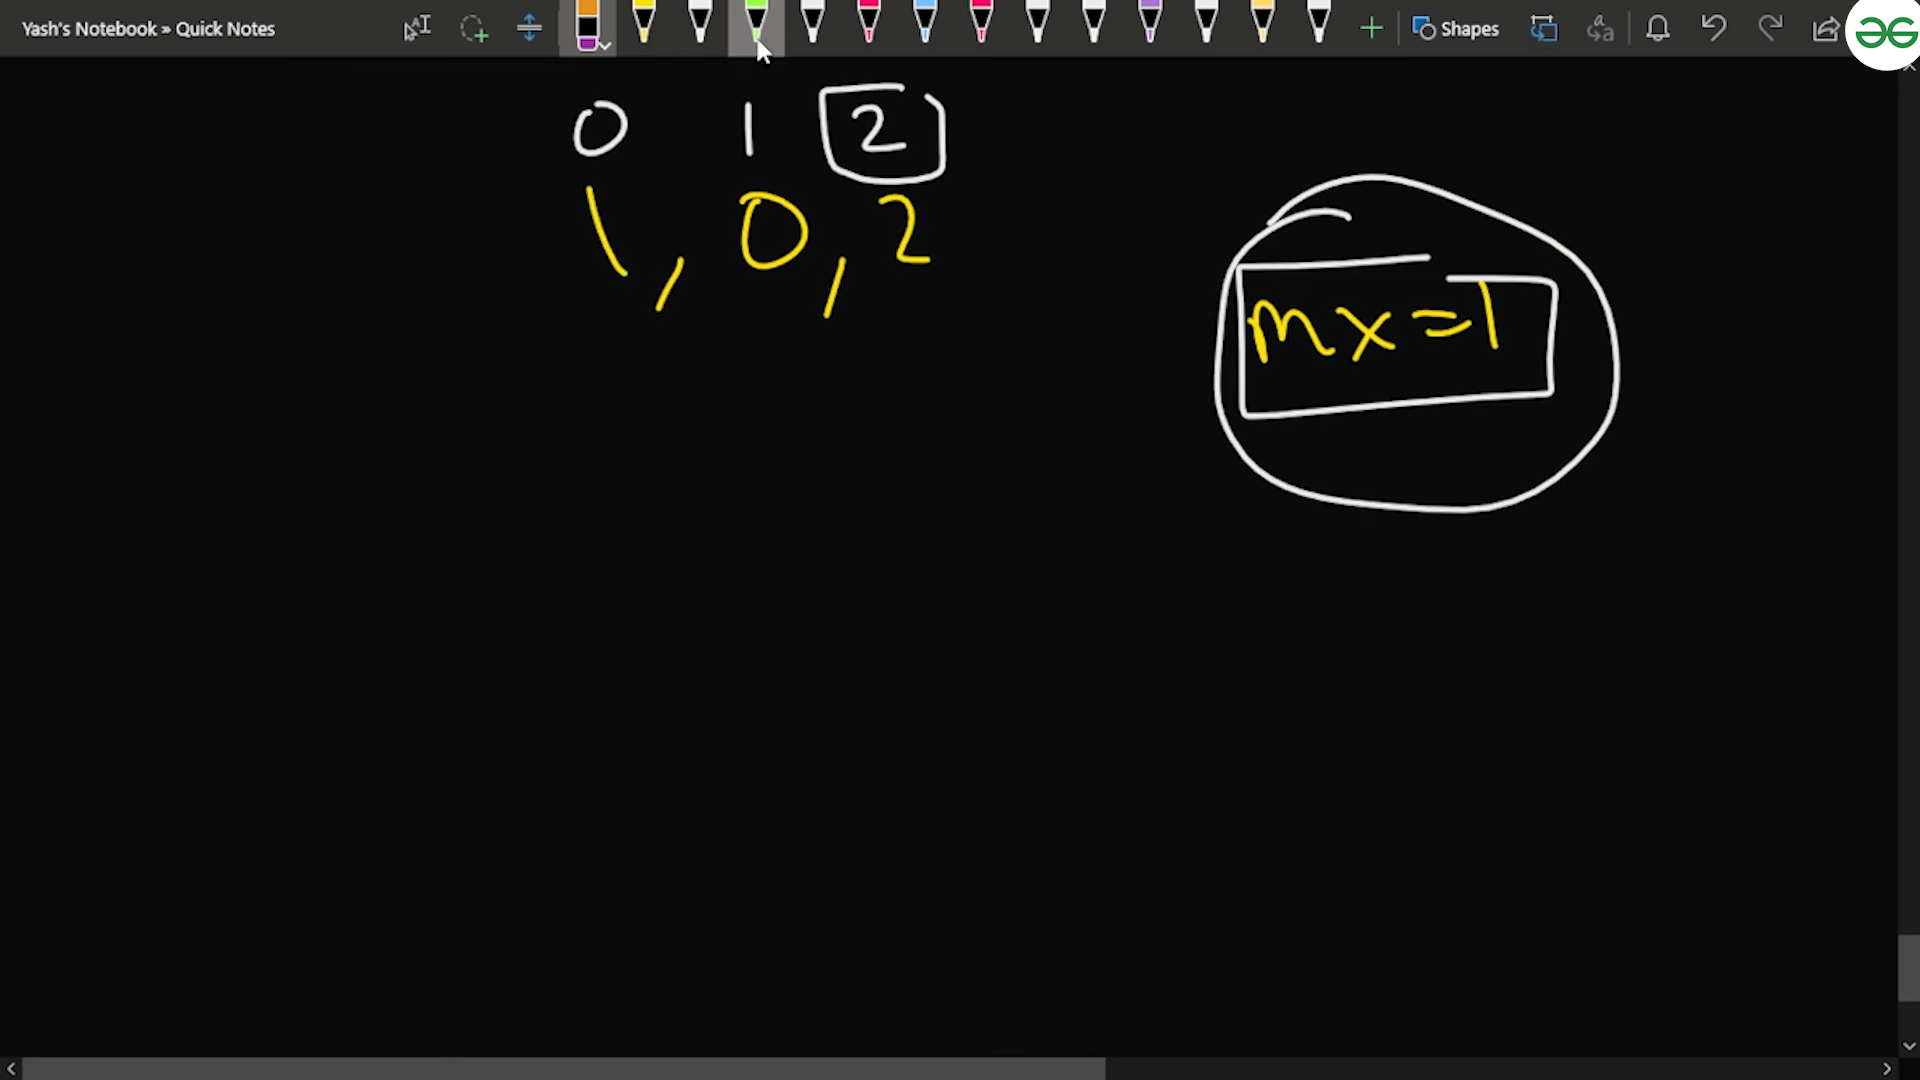 Yash's Notebook » Quick Notes
Shapes
0 1 2
1, 0, 2
mx=1